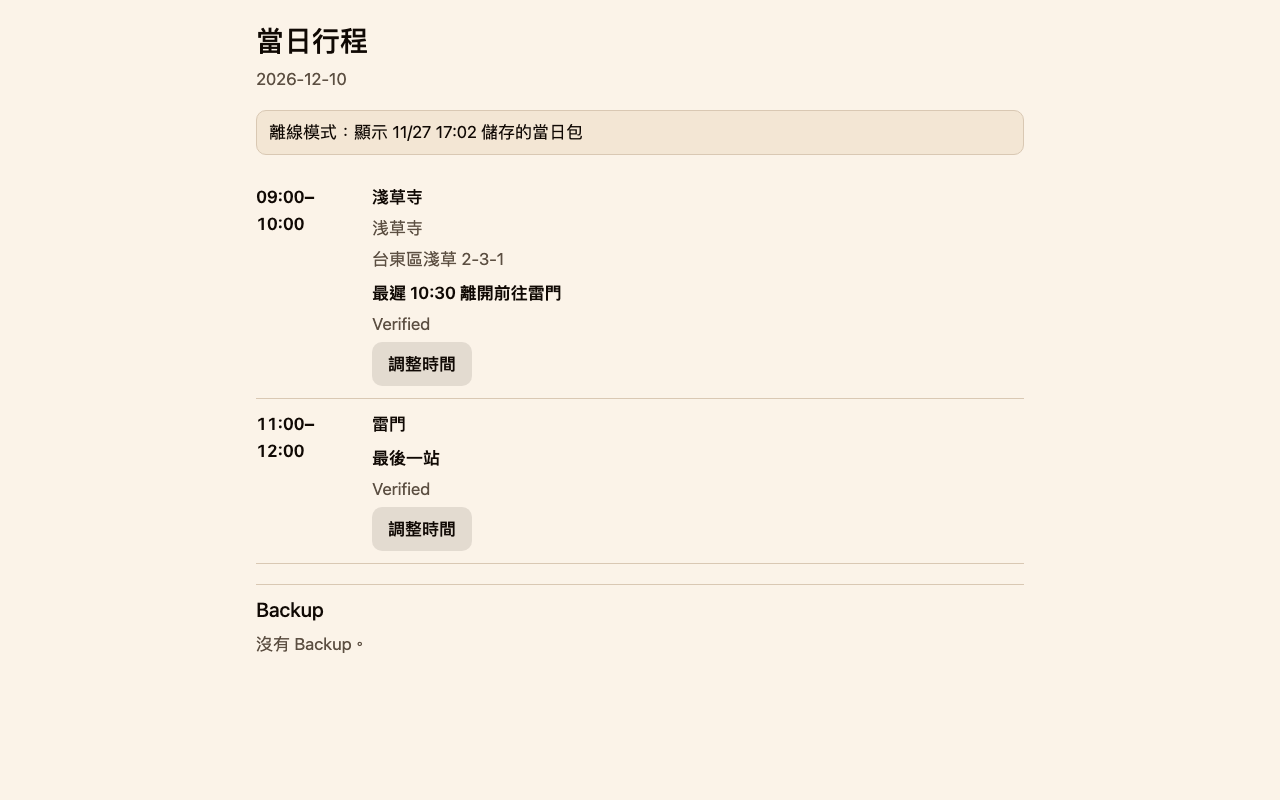 當日行程
2026-12-10
離線模式：顯示 11/27 17:02 儲存的當日包
09:00–
10:00
淺草寺
浅草寺
台東區淺草 2-3-1
最遲 10:30 離開前往雷門
Verified
調整時間
11:00–
12:00
雷門
最後一站
Verified
調整時間
Backup
沒有 Backup。